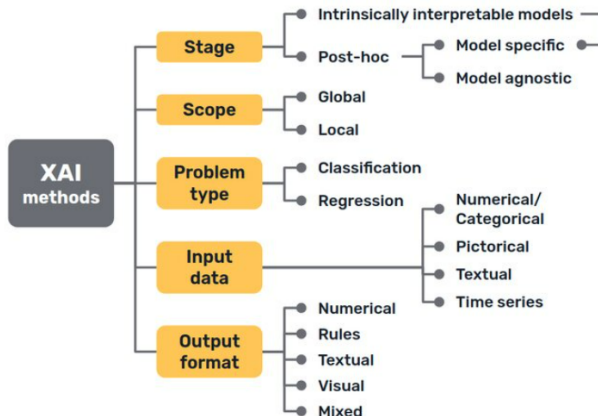 XAI
methods
Stage
Intrinsically interpretable models
Post-hoc
Model specific
Model agnostic
Scope
Global
Local
Problem
type
Classification
Regression
Input
data
Numerical/
Categorical
Pictorical
Textual
Time series
Output
format
Numerical
Rules
Textual
Visual
Mixed